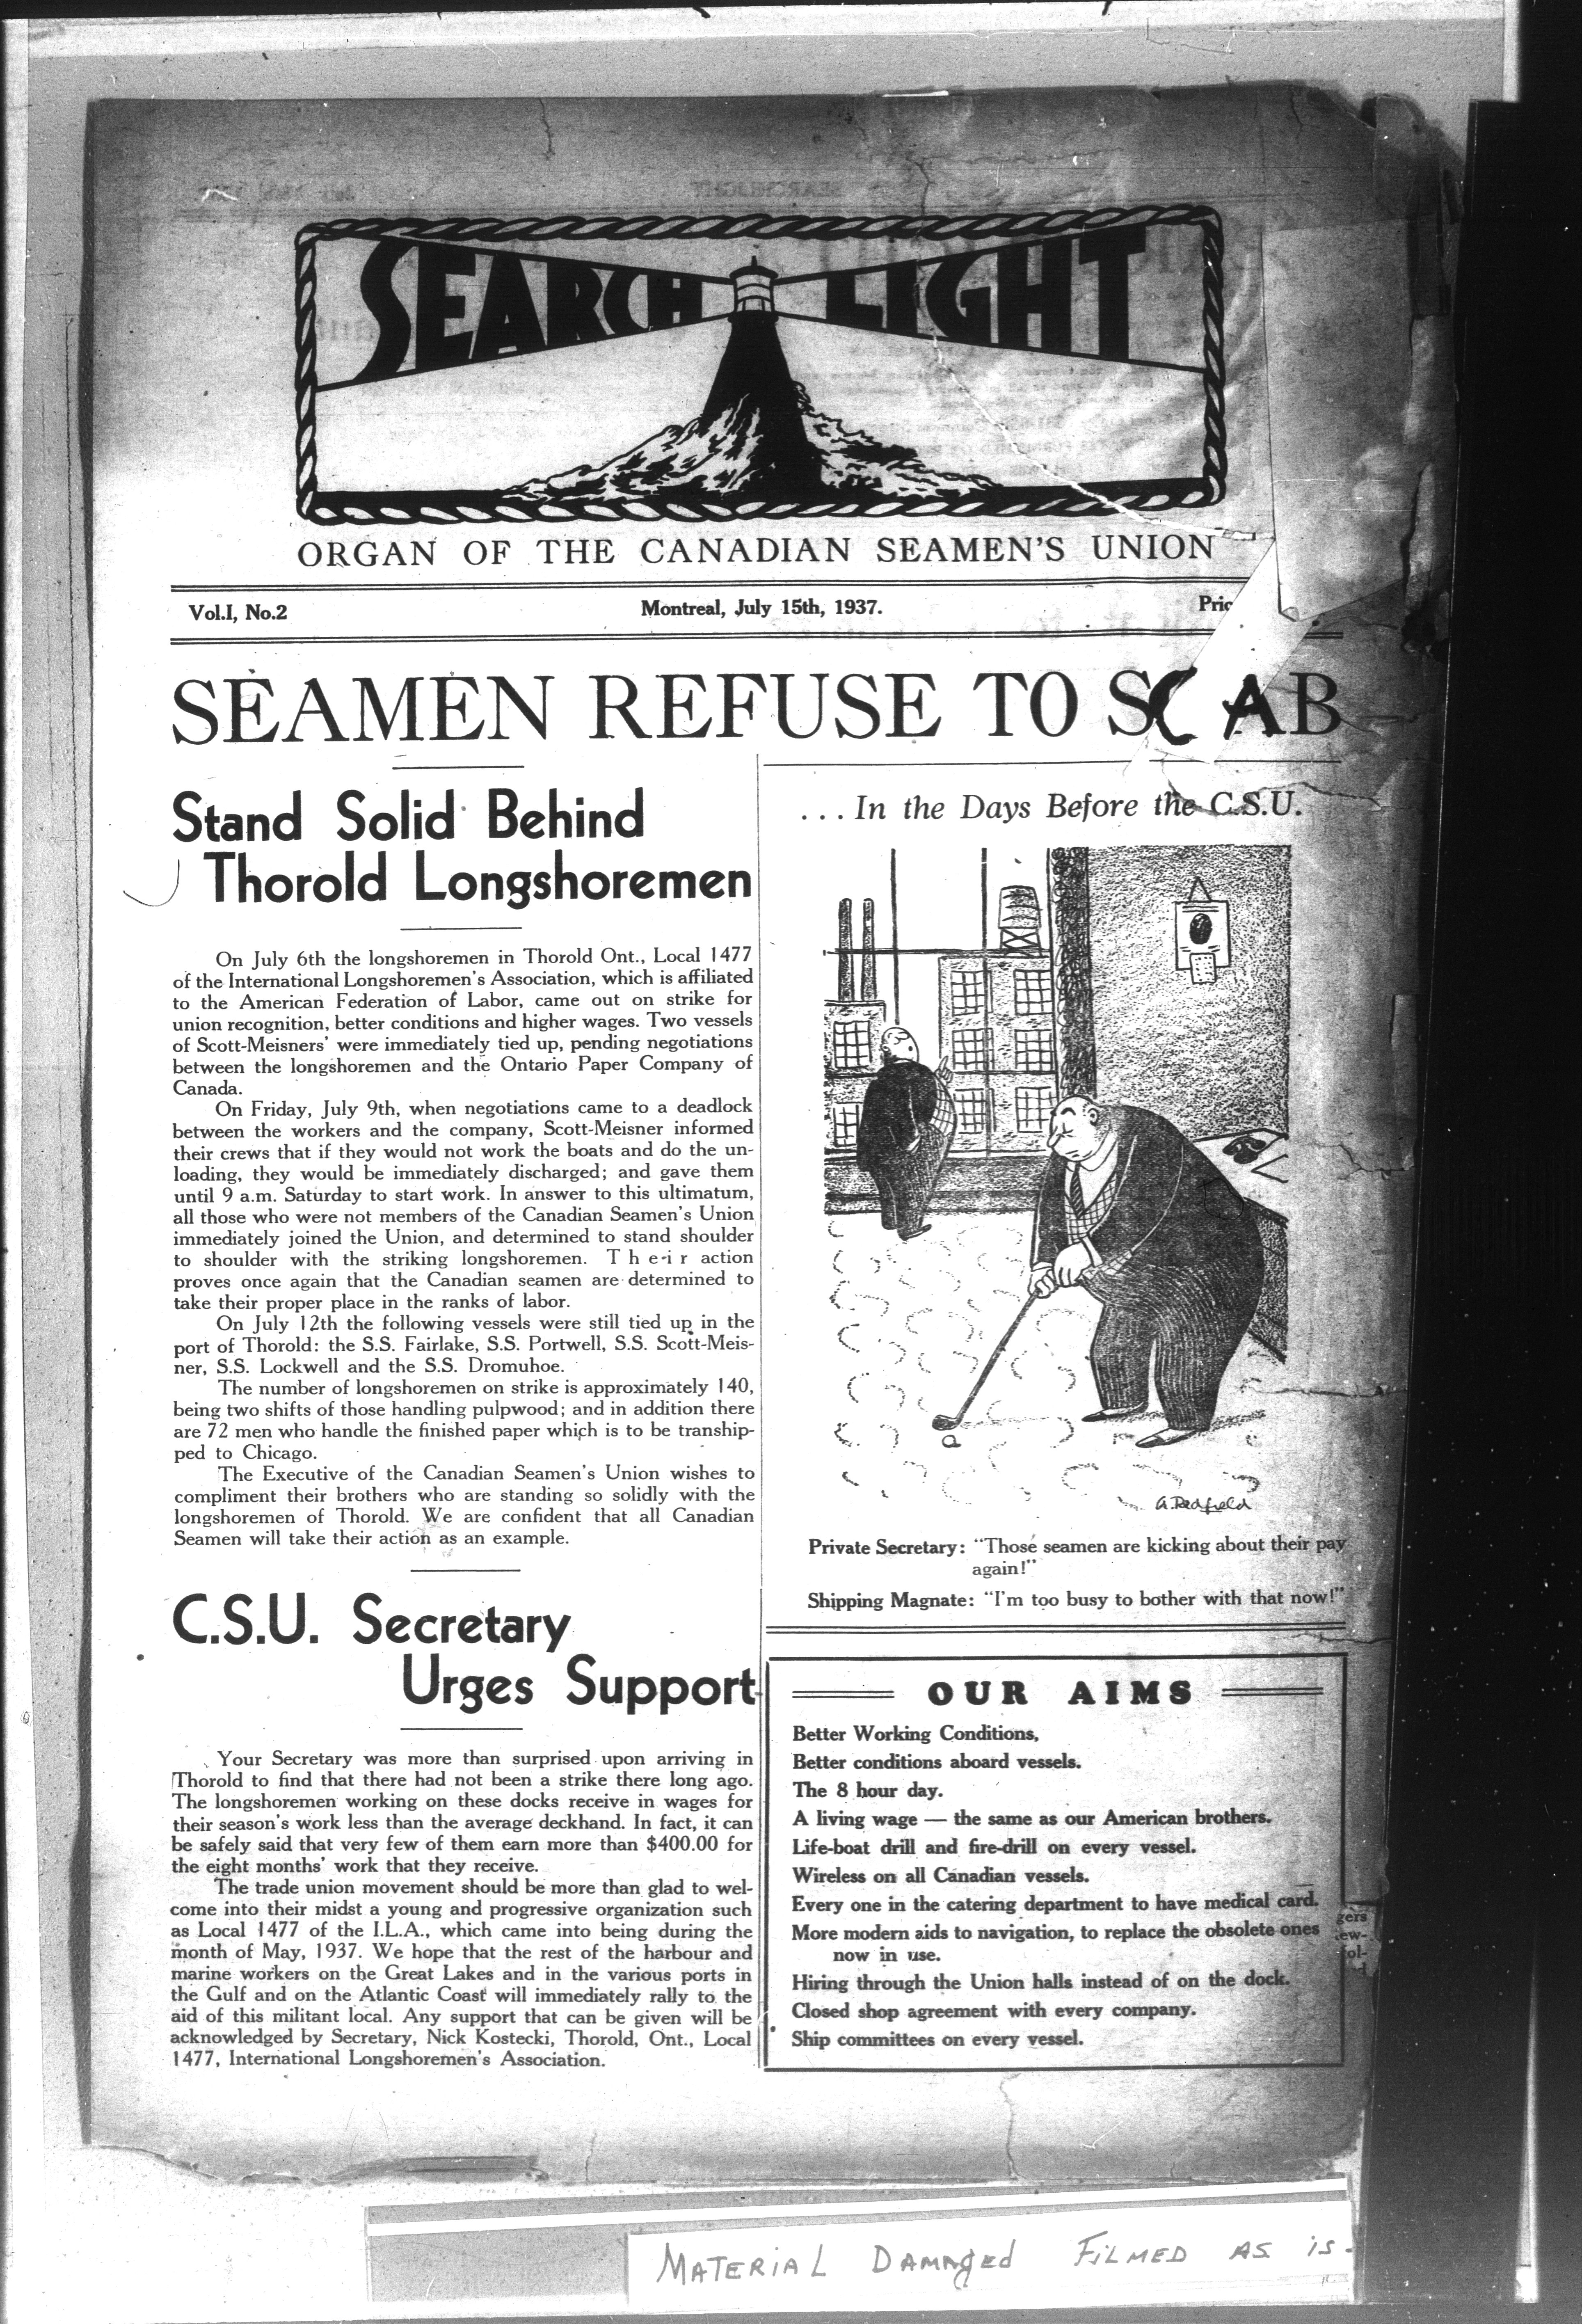 SEARCHLIGHT
ORGAN OF THE CANADIAN SEAMEN'S UNION
Vol.I, No.2
Montreal, July 15th, 1937.
SEAMEN REFUSE TO SCAB
Stand Solid Behind
Thorold Longshoremen
On July 6th the longshoremen in Thorold Ont., Local 1477
of the International Longshoremen's Association, which is affiliated
to the American Federation of Labor, came out on strike for
union recognition, better conditions and higher wages. Two vessels
of Scott-Meisners' were immediately tied up, pending negotiations
between the longshoremen and the Ontario Paper Company of
Canada.
On Friday, July 9th, when negotiations came to a deadlock
between the workers and the company, Scott-Meisner informed
their crews that if they would not work the boats and do the un-
loading, they would be immediately discharged; and gave them
until 9 a.m. Saturday to start work. In answer to this ultimatum,
all those who were not members of the Canadian Seamen's Union
immediately joined the Union, and determined to stand shoulder
to shoulder with the striking longshoremen. Their action
proves once again that the Canadian seamen are determined to
take their proper place in the ranks of labor.
On July 12th the following vessels were still tied up in the
port of Thorold: the S.S. Fairlake, S.S. Portwell, S.S. Scott-Meis-
ner, S.S. Lockwell and the S.S. Dromuhoe.
The number of longshoremen on strike is approximately 140,
being two shifts of those handling pulpwood; and in addition there
are 72 men who handle the finished paper which is to be tranship-
ped to Chicago.
The Executive of the Canadian Seamen's Union wishes to
compliment their brothers who are standing so solidly with the
longshoremen of Thorold. We are confident that all Canadian
Seamen will take their action as an example.
C.S.U. Secretary
Urges Support
Your Secretary was more than surprised upon arriving in
Thorold to find that there had not been a strike there long ago.
The longshoremen working on these docks receive in wages for
their season's work less than the average deckhand. In fact, it can
be safely said that very few of them earn more than $400.00 for
the eight months' work that they receive.
The trade union movement should be more than glad to wel-
come into their midst a young and progressive organization such
as Local 1477 of the I.L.A., which came into being during the
month of May, 1937. We hope that the rest of the harbour and
marine workers on the Great Lakes and in the various ports in
the Gulf and on the Atlantic Coast will immediately rally to the
aid of this militant local. Any support that can be given will be
acknowledged by Secretary, Nick Kostecki, Thorold, Ont., Local
1477, International Longshoremen's Association.
. . . In the Days Before the C.S.U.
A. Redfield
Private Secretary: "Those seamen are kicking about their pay
again!"
Shipping Magnate: "I'm too busy to bother with that now!"
OUR AIMS
Better Working Conditions,
Better conditions aboard vessels.
The 8 hour day.
A living wage — the same as our American brothers.
Life-boat drill and fire-drill on every vessel.
Wireless on all Canadian vessels.
Every one in the catering department to have medical card.
More modern aids to navigation, to replace the obsolete ones
now in use.
Hiring through the Union halls instead of on the dock.
Closed shop agreement with every company.
Ship committees on every vessel.
MATERIAL DAMAGED FILMED AS IS.